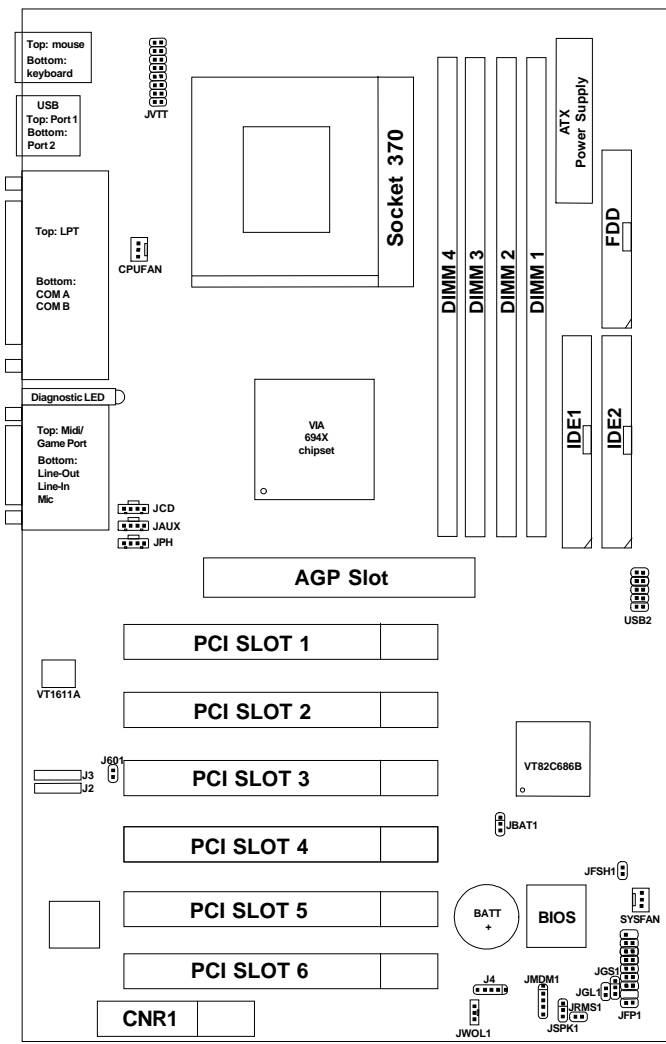 Top: mouse
Bottom:
keyboard
USB
Top: Port 1
Bottom:
Port 2
JVTT
Socket 370
DIMM 4
DIMM 3
DIMM 2
DIMM 1
ATX
Power Supply
FDD
Top: LPT
Bottom:
COM A
COM B
CPUFAN
Diagnostic LED
Top: Midi/
Game Port
Bottom:
Line-Out
Line-In
Mic
VIA
694X
chipset
IDE1
IDE2
JCD
JAUX
JPH
AGP Slot
USB2
PCI SLOT 1
VT1611A
PCI SLOT 2
J601
J3
J2
PCI SLOT 3
VT82C686B
JBAT1
PCI SLOT 4
JFSH1
PCI SLOT 5
BATT
+
BIOS
SYSFAN
PCI SLOT 6
J4
JMDM1
JGS1
JGL1
JRMS1
JFP1
CNR1
JWOL1
JSPK1